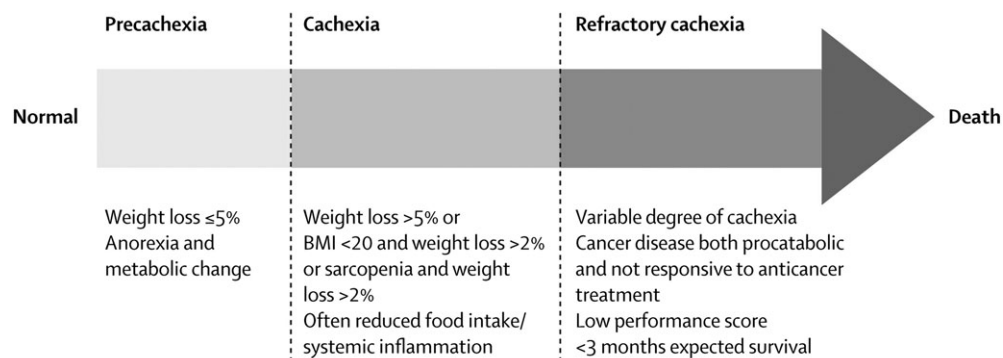 Precachexia
Cachexia
Refractory cachexia
Normal
Death
Weight loss ≤5%
Anorexia and
metabolic change
Weight loss >5% or
BMI <20 and weight loss >2%
or sarcopenia and weight
loss >2%
Often reduced food intake/
systemic inflammation
Variable degree of cachexia
Cancer disease both procatabolic
and not responsive to anticancer
treatment
Low performance score
<3 months expected survival